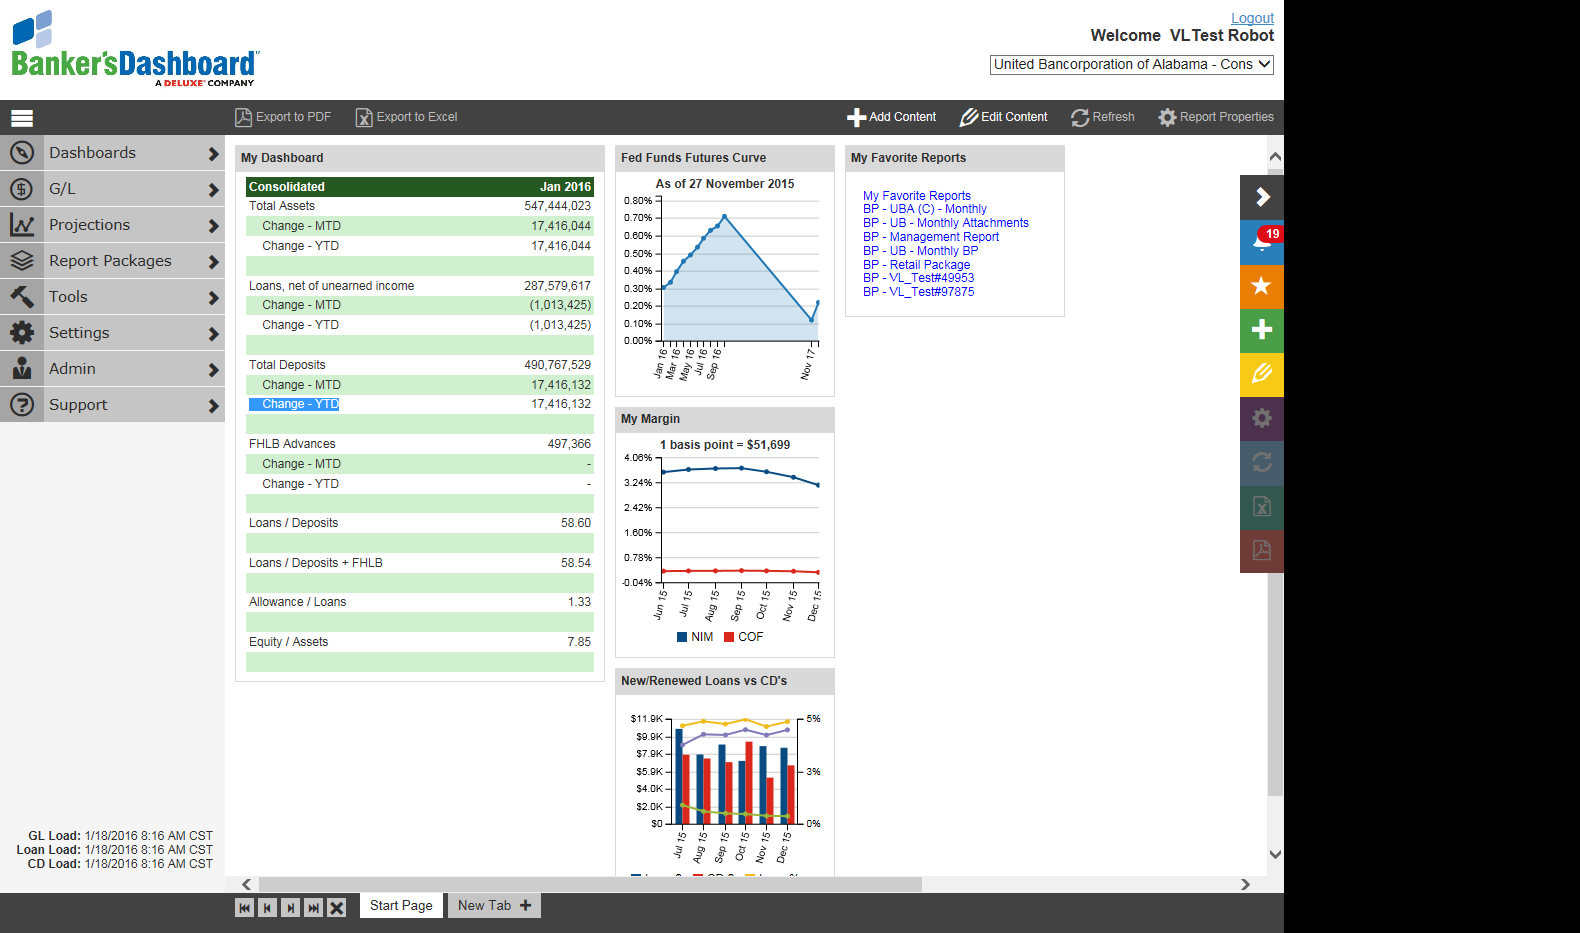 Logout
Welcome VLTest Robot
Banker'sDashboard
A DELUXE COMPANY
United Bancorporation of Alabama - Cons
Export to PDF Export to Excel Add Content Edit Content Refresh Report Properties
Dashboards
G/L
Projections
Report Packages
Tools
Settings
Admin
Support
GL Load: 1/18/2016 8:16 AM CST
Loan Load: 1/18/2016 8:16 AM CST
CD Load: 1/18/2016 8:16 AM CST
My Dashboard
Consolidated Jan 2016
Total Assets 547,444,023
Change - MTD 17,416,044
Change - YTD 17,416,044
Loans, net of unearned income 287,579,617
Change - MTD (1,013,425)
Change - YTD (1,013,425)
Total Deposits 490,767,529
Change - MTD 17,416,132
Change - YTD 17,416,132
FHLB Advances 497,366
Change - MTD -
Change - YTD -
Loans / Deposits 58.60
Loans / Deposits + FHLB 58.54
Allowance / Loans 1.33
Equity / Assets 7.85
Fed Funds Futures Curve
As of 27 November 2015
0.80%
0.70%
0.60%
0.50%
0.40%
0.30%
0.20%
0.10%
0.00%
Jan 16 Mar 16 May 16 Jul 16 Sep 16 Nov 17
My Margin
1 basis point = $51,699
4.06%
3.24%
2.42%
1.60%
0.78%
-0.04%
Jun 15 Jul 15 Aug 15 Sep 15 Oct 15 Nov 15 Dec 15
NIM COF
New/Renewed Loans vs CD's
$11.9K 5%
$9.9K
$7.9K
$5.9K 3%
$4.0K
$2.0K
$0 0%
Jul 15 Aug 15 Sep 15 Oct 15 Nov 15 Dec 15
My Favorite Reports
My Favorite Reports
BP - UBA (C) - Monthly
BP - UB - Monthly Attachments
BP - Management Report
BP - UB - Monthly BP
BP - Retail Package
BP - VL_Test#49953
BP - VL_Test#97875
19
Start Page New Tab